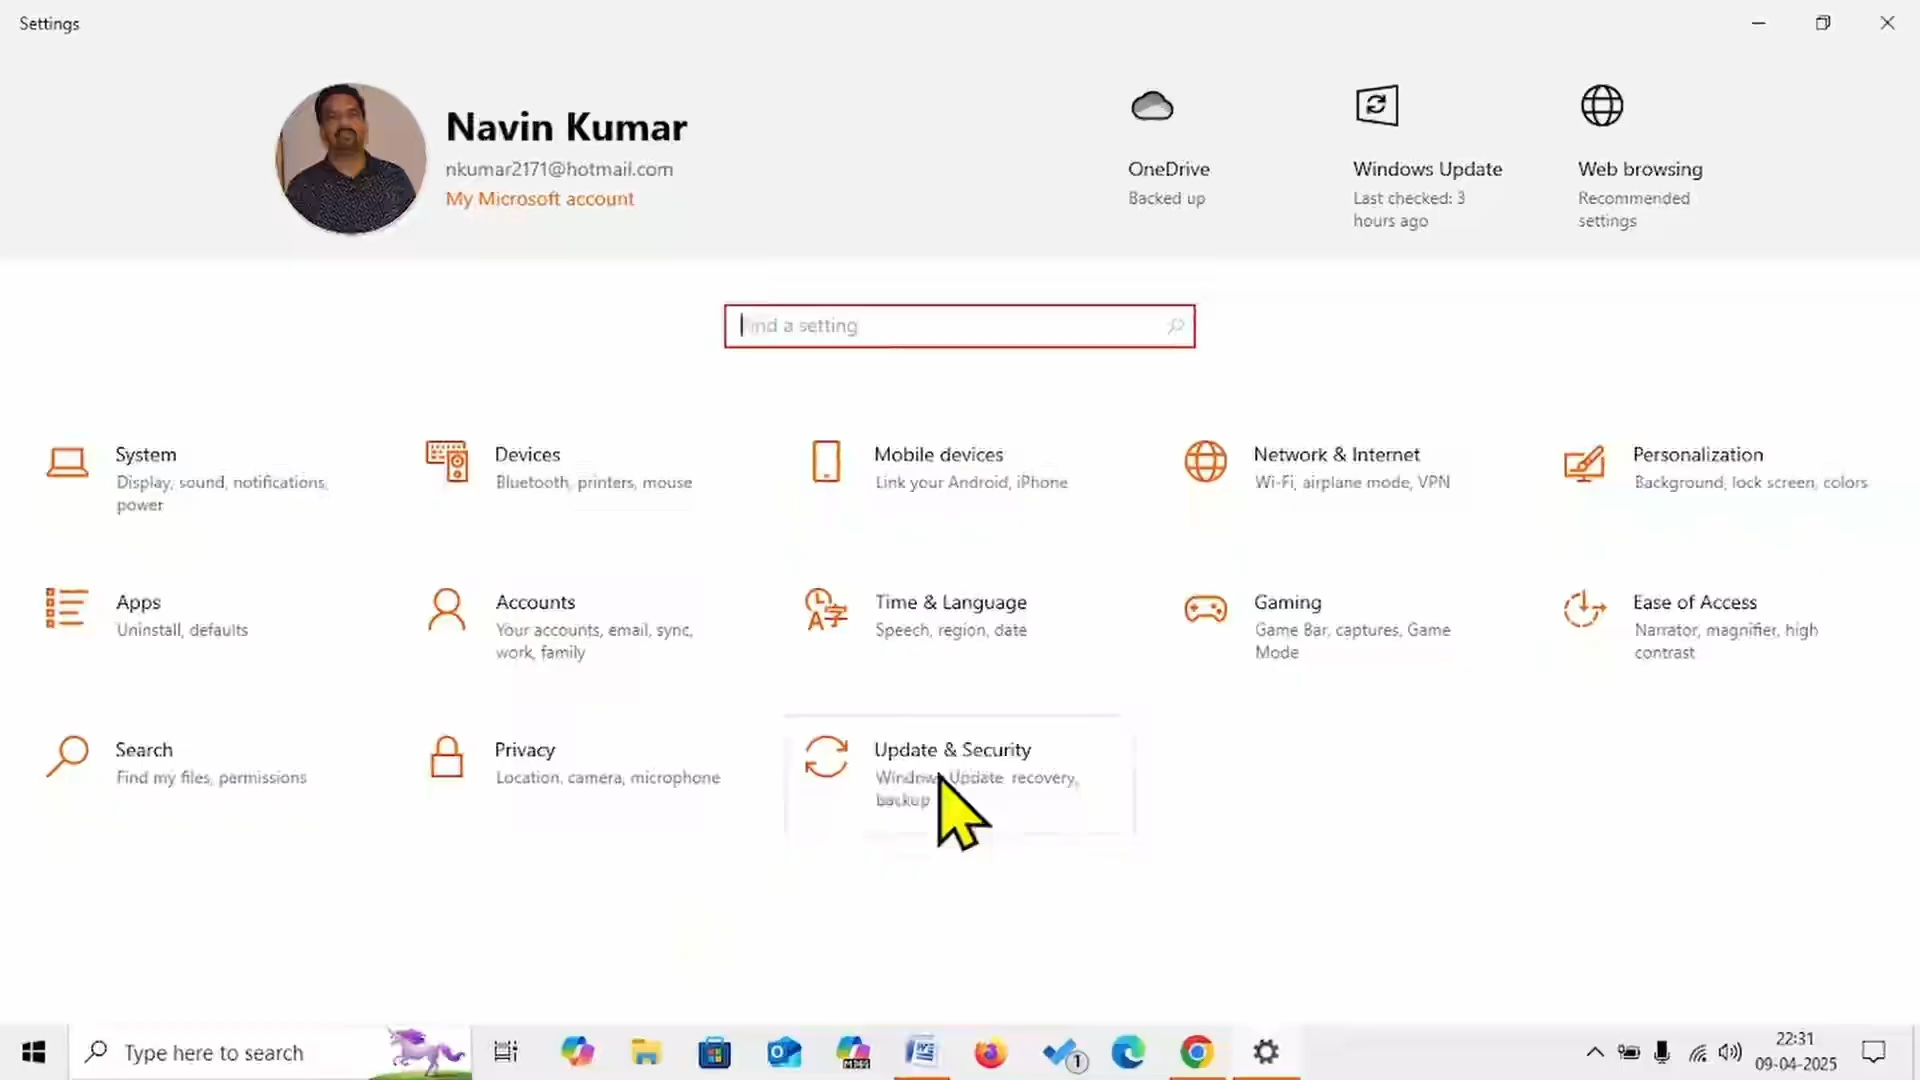 Settings
Navin Kumar
nkumar2171@hotmail.com
My Microsoft account
OneDrive
Backed up
Windows Update
Last checked: 3
hours ago
Web browsing
Recommended
settings
Find a setting
System
Display, sound, notifications,
power
Devices
Bluetooth, printers, mouse
Mobile devices
Link your Android, iPhone
Network & Internet
Wi-Fi, airplane mode, VPN
Personalization
Background, lock screen, colors
Apps
Uninstall, defaults
Accounts
Your accounts, email, sync,
work, family
Time & Language
Speech, region, date
Gaming
Game Bar, captures, Game
Mode
Ease of Access
Narrator, magnifier, high
contrast
Search
Find my files, permissions
Privacy
Location, camera, microphone
Update & Security
Windows Update, recovery,
backup
Type here to search
M365
1
22:31
09-04-2025